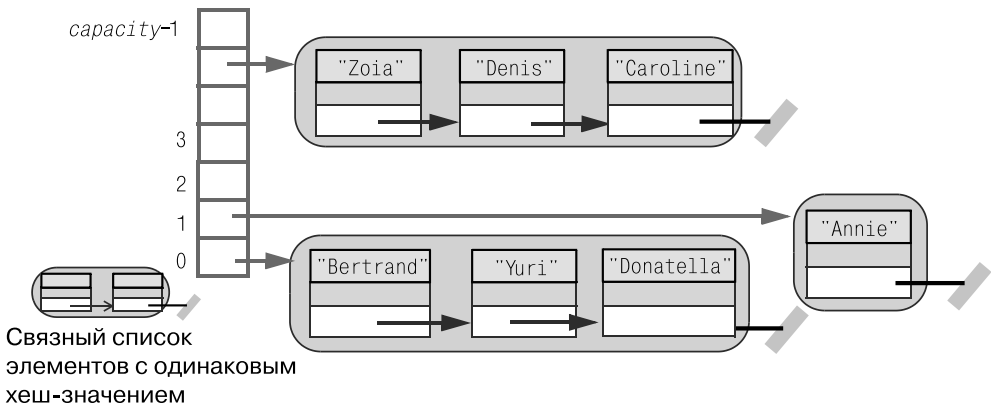 capacity-1
"Zoia" "Denis" "Caroline"
3
2
1
"Annie"
0
"Bertrand" "Yuri" "Donatella"
Связный список
элементов с одинаковым
хеш-значением